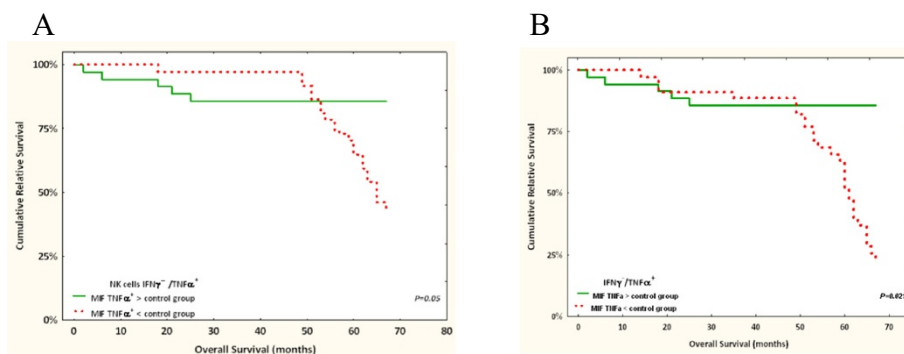 A
Cumulative Relative Survival
100%
75%
50%
25%
0%
NK cells IFNγ⁻/TNFα⁺
MIF TNFα⁺ > control group
MIF TNFα⁺ < control group
P=0.05
0 10 20 30 40 50 60 70 80
Overall Survival (months)
B
Cumulative Relative Survival
100%
75%
50%
25%
0%
IFNγ⁻/TNFα⁺
MIF TNFa > control group
MIF TNFa < control group
0 10 20 30 40 50 60 70
Overall Survival (months)